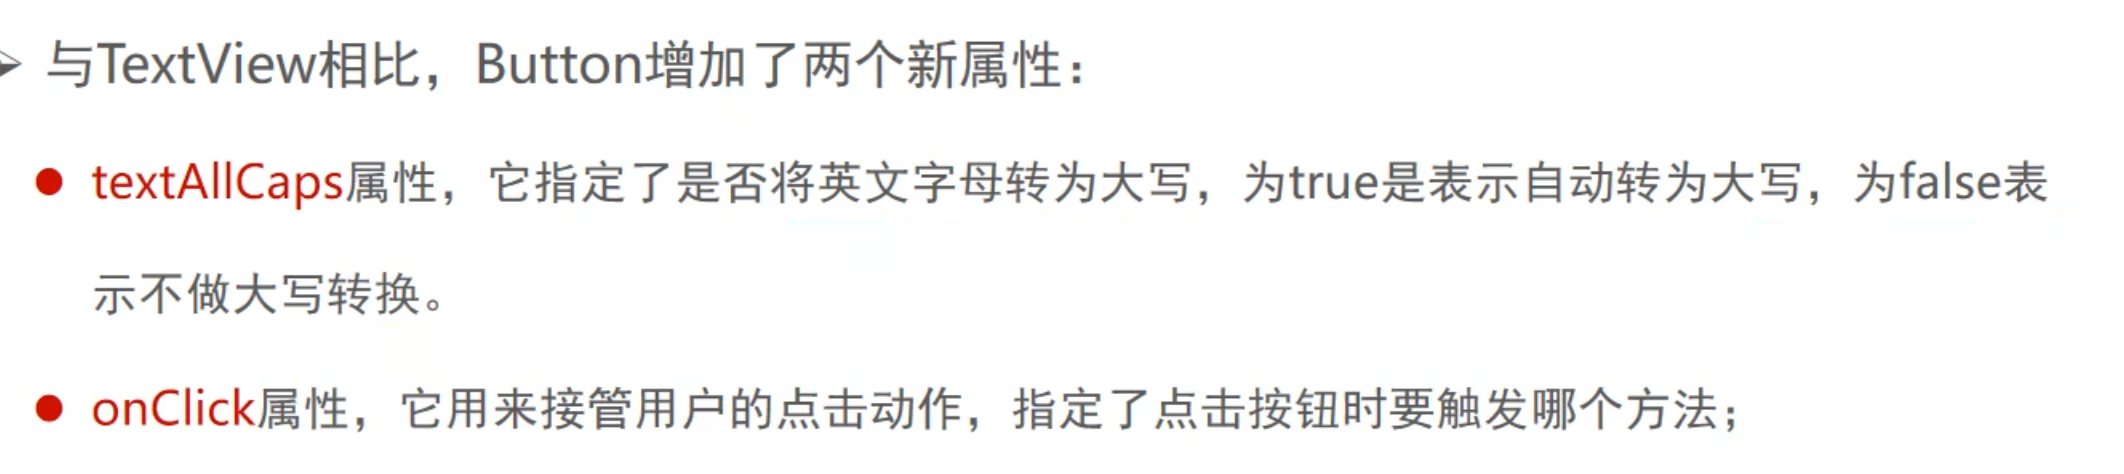 与TextView相比，Button增加了两个新属性：
textAllCaps属性，它指定了是否将英文字母转为大写，为true是表示自动转为大写，为false表
示不做大写转换。
onClick属性，它用来接管用户的点击动作，指定了点击按钮时要触发哪个方法；